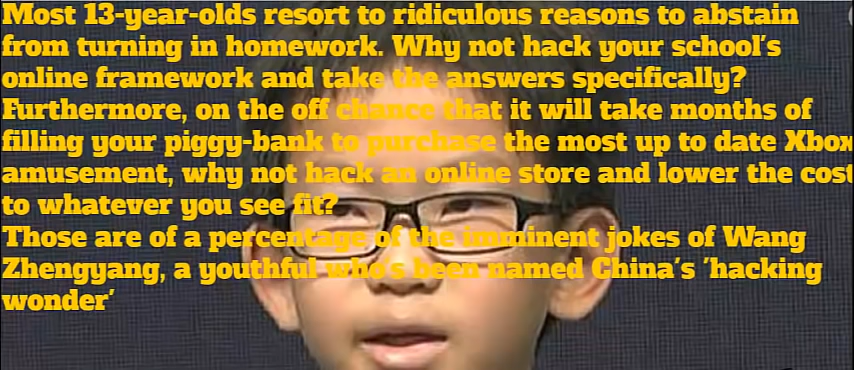 Most 13-year-olds resort to ridiculous reasons to abstain
from turning in homework. Why not hack your school's
online framework and take the answers specifically?
Furthermore, on the off chance that it will take months of
filling your piggy-bank to purchase the most up to date Xbox
amusement, why not hack an online store and lower the cost
to whatever you see fit?
Those are of a percentage of the imminent jokes of Wang
Zhengyang, a youthful who's been named China's 'hacking
wonder'